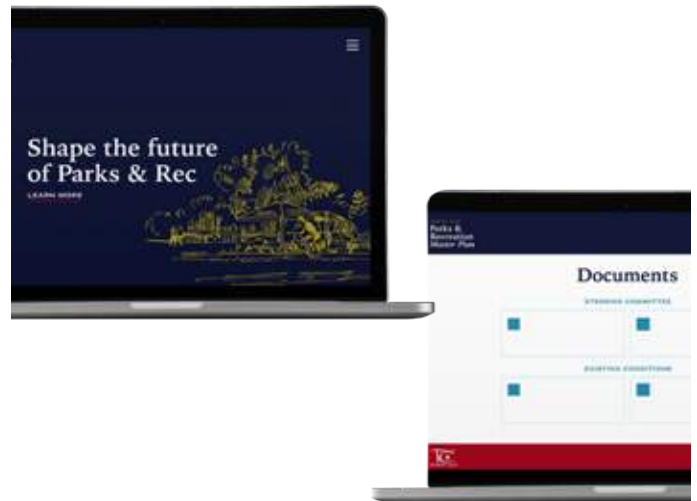 Shape the future
of Parks & Rec
LEARN MORE
Parks &
Recreation
Master Plan
Documents
STEERING COMMITTEE
EXISTING CONDITIONS